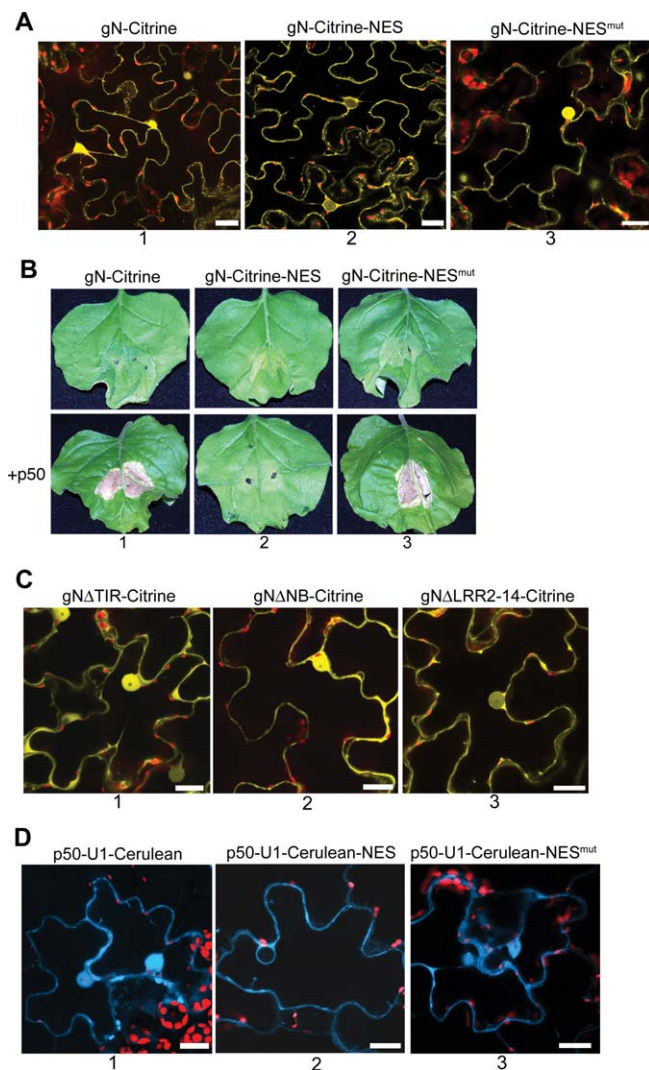 A
gN-Citrine gN-Citrine-NES gN-Citrine-NESᵐᵘᵗ
1 2 3
B
gN-Citrine gN-Citrine-NES gN-Citrine-NESᵐᵘᵗ
+p50
1 2 3
C
gNΔTIR-Citrine gNΔNB-Citrine gNΔLRR2-14-Citrine
1 2 3
D
p50-U1-Cerulean p50-U1-Cerulean-NES p50-U1-Cerulean-NESᵐᵘᵗ
1 2 3